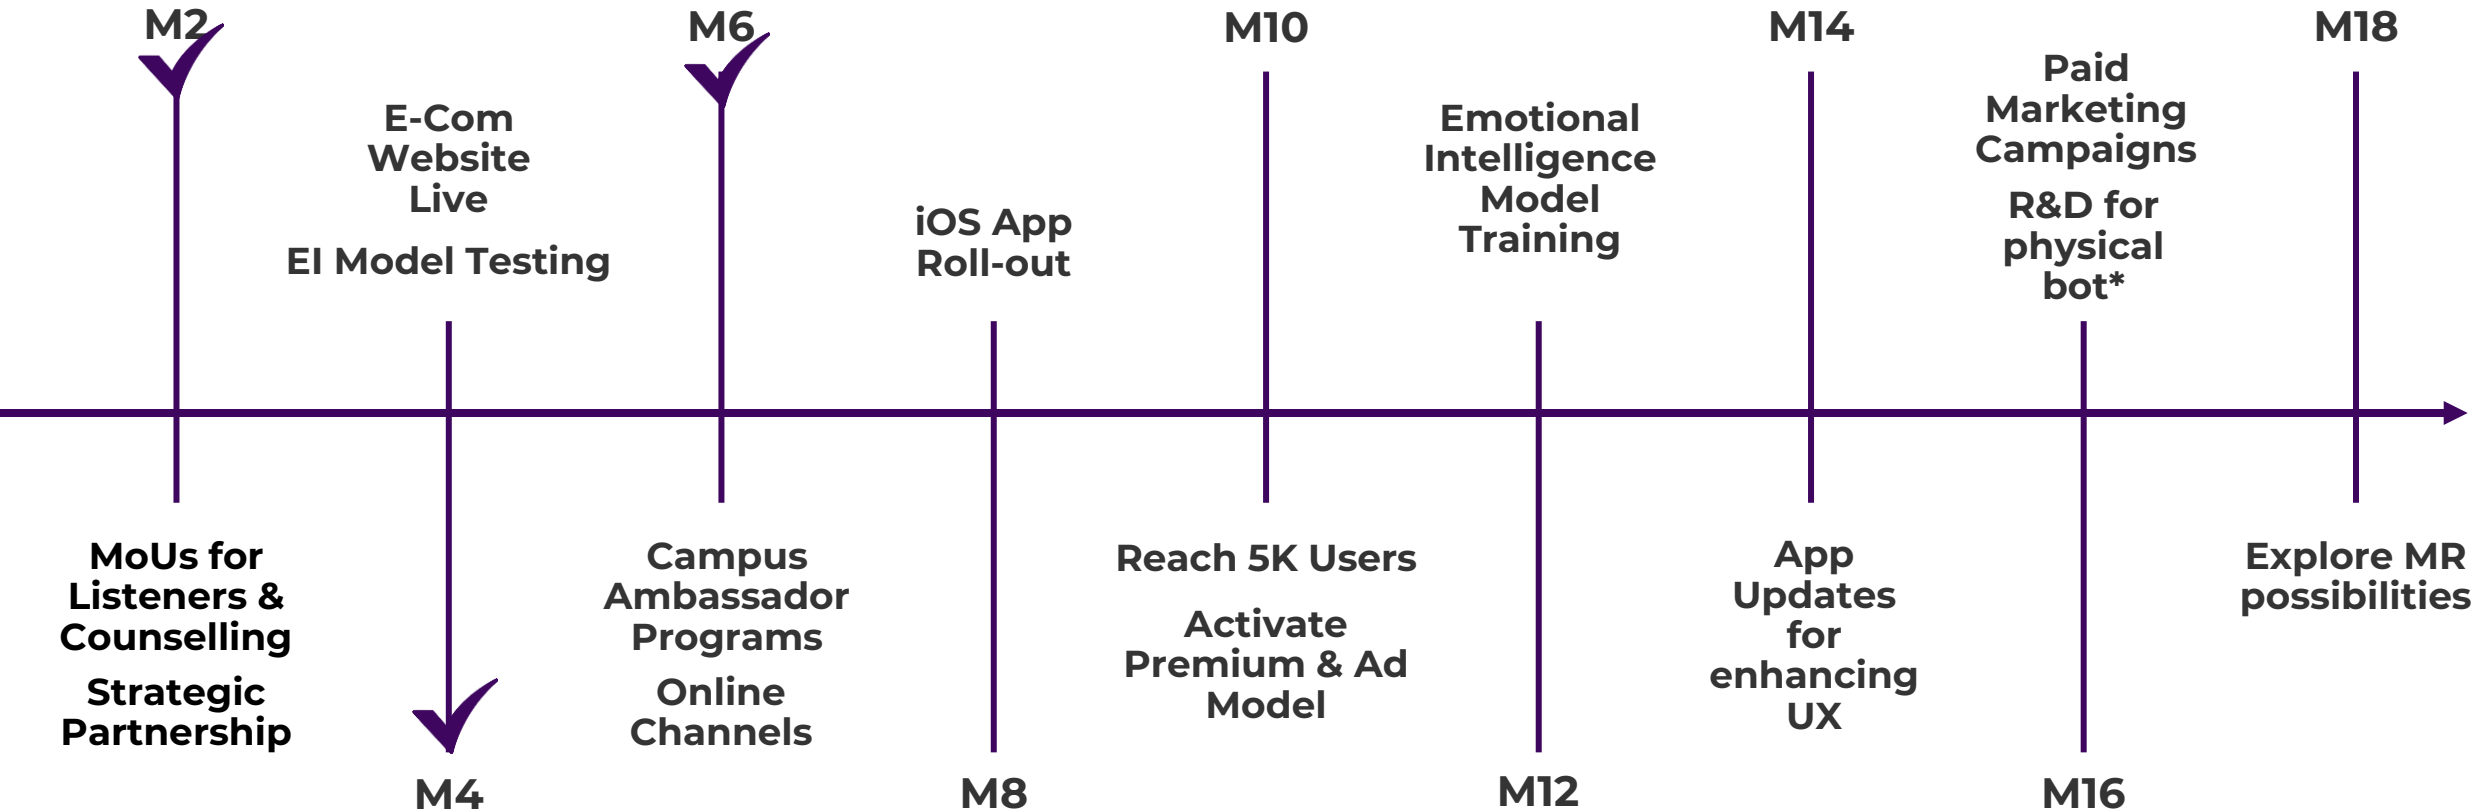 M2
MoUs for
Listeners &
Counselling
Strategic
Partnership
E-Com
Website
Live
EI Model Testing
M4
M6
Campus
Ambassador
Programs
Online
Channels
iOS App
Roll-out
M8
M10
Reach 5K Users
Activate
Premium & Ad
Model
Emotional
Intelligence
Model
Training
M12
M14
App
Updates
for
enhancing
UX
Paid
Marketing
Campaigns
R&D for
physical
bot*
M16
M18
Explore MR
possibilities